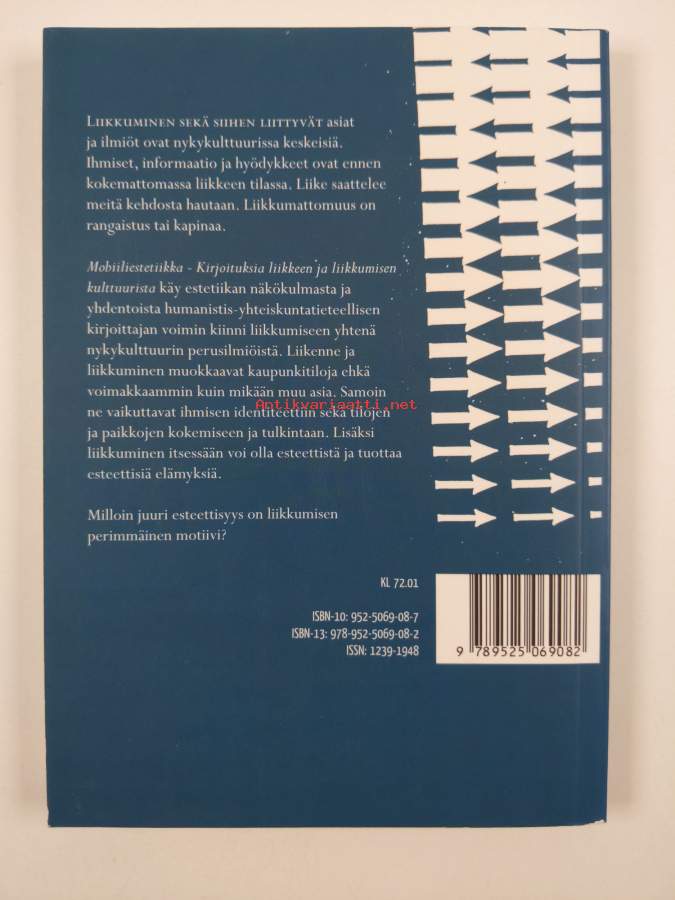 LIIKKUMINEN SEKÄ SIIHEN LIITTYVÄT asiat
ja ilmiöt ovat nykykulttuurissa keskeisiä.
Ihmiset, informaatio ja hyödykkeet ovat ennen
kokemattomassa liikkeen tilassa. Liike saattelee
meitä kehdosta hautaan. Liikkumattomuus on
rangaistus tai kapinaa.
Mobiiliestetiikka - Kirjoituksia liikkeen ja liikkumisen
kulttuurista käy estetiikan näkökulmasta ja
yhdentoista humanistis-yhteiskuntatieteellisen
kirjoittajan voimin kiinni liikkumiseen yhtenä
nykykulttuurin perusilmiöistä. Liikenne ja
liikkuminen muokkaavat kaupunkitiloja ehkä
voimakkaammin kuin mikään muu asia. Samoin
Antikvariaatti.net
ne vaikuttavat ihmisen identiteettiin sekä tilojen
ja paikkojen kokemiseen ja tulkintaan. Lisäksi
liikkuminen itsessään voi olla esteettistä ja tuottaa
esteettisiä elämyksiä.
Milloin juuri esteettisyys on liikkumisen
perimmäinen motiivi?
KL 72.01
ISBN-10: 952-5069-08-7
ISBN-13: 978-952-5069-08-2
ISSN: 1239-1948
9 789525 069082